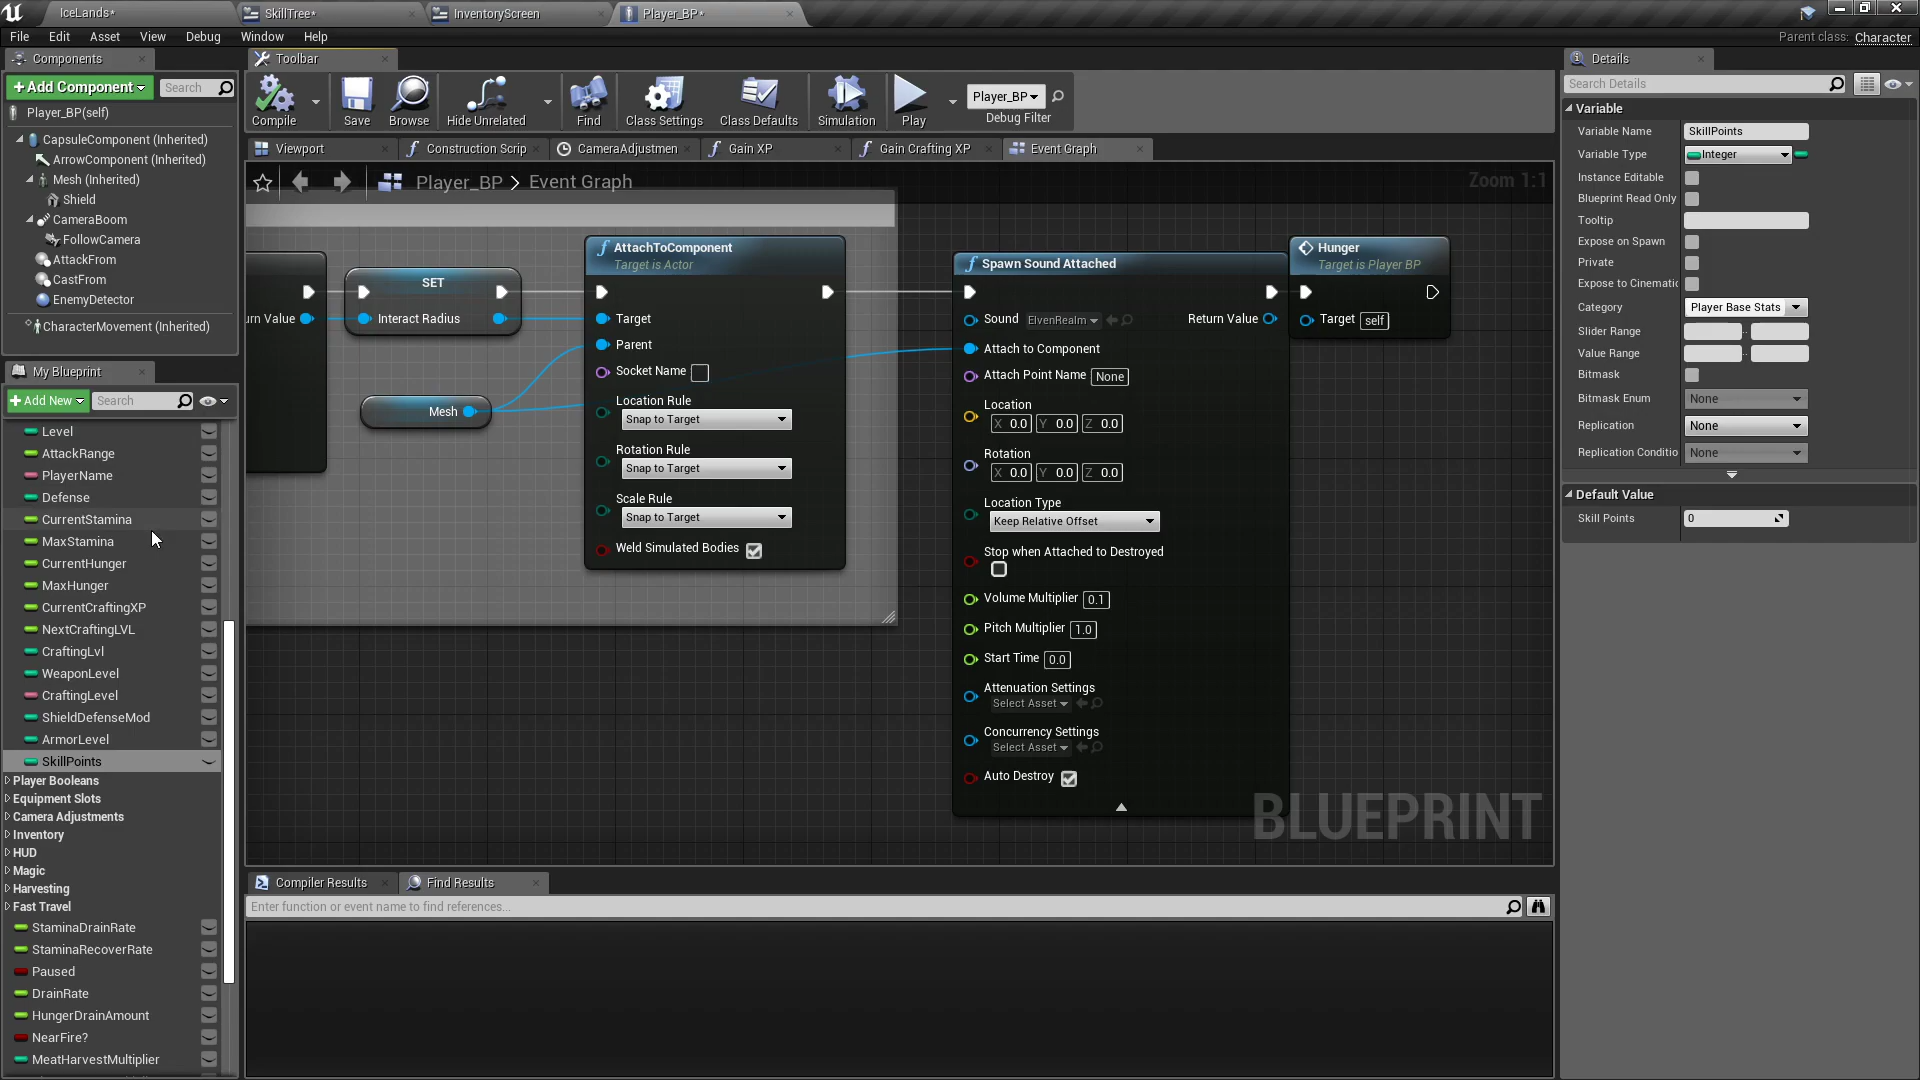 IceLands*
SkillTree*
InventoryScreen
Player_BP*
File Edit Asset View Debug Window Help
Parent class: Character
Components
+Add Component
Search
Player_BP(self)
CapsuleComponent (Inherited)
ArrowComponent (Inherited)
Mesh (Inherited)
Shield
CameraBoom
FollowCamera
AttackFrom
CastFrom
EnemyDetector
CharacterMovement (Inherited)
My Blueprint
+Add New
Search
Level
AttackRange
PlayerName
Defense
CurrentStamina
MaxStamina
CurrentHunger
MaxHunger
CurrentCraftingXP
NextCraftingLVL
CraftingLvl
WeaponLevel
CraftingLevel
ShieldDefenseMod
ArmorLevel
SkillPoints
Player Booleans
Equipment Slots
Camera Adjustments
Inventory
HUD
Magic
Harvesting
Fast Travel
StaminaDrainRate
StaminaRecoverRate
Paused
DrainRate
HungerDrainAmount
NearFire?
MeatHarvestMultiplier
Toolbar
Compile
Save
Browse
Hide Unrelated
Find
Class Settings
Class Defaults
Simulation
Play
Player_BP
Debug Filter
Viewport
Construction Scrip
CameraAdjustmen
Gain XP
Gain Crafting XP
Event Graph
Player_BP > Event Graph
Zoom 1:1
urn Value
SET
Interact Radius
Mesh
AttachToComponent
Target is Actor
Target
Parent
Socket Name
Location Rule
Snap to Target
Rotation Rule
Snap to Target
Scale Rule
Snap to Target
Weld Simulated Bodies
Spawn Sound Attached
Sound ElvenRealm
Return Value
Attach to Component
Attach Point Name None
Location
X 0.0 Y 0.0 Z 0.0
Rotation
X 0.0 Y 0.0 Z 0.0
Location Type
Keep Relative Offset
Stop when Attached to Destroyed
Volume Multiplier 0.1
Pitch Multiplier 1.0
Start Time 0.0
Attenuation Settings
Select Asset
Concurrency Settings
Select Asset
Auto Destroy
Hunger
Target is Player BP
Target self
BLUEPRINT
Compiler Results
Find Results
Enter function or event name to find references...
Details
Search Details
Variable
Variable Name SkillPoints
Variable Type Integer
Instance Editable
Blueprint Read Only
Tooltip
Expose on Spawn
Private
Expose to Cinematic
Category Player Base Stats
Slider Range
Value Range
Bitmask
Bitmask Enum None
Replication None
Replication Conditio None
Default Value
Skill Points 0